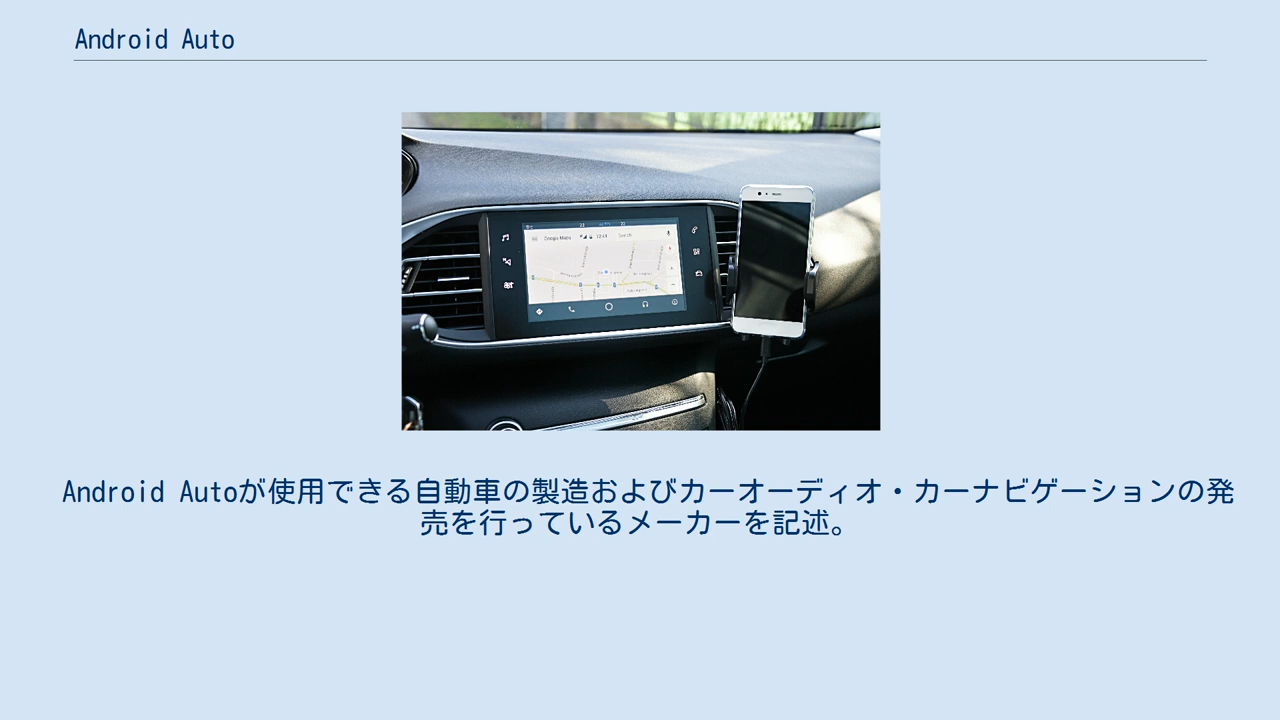 Android Auto
Google Maps
Android Autoが使用できる自動車の製造およびカーオーディオ・カーナビゲーションの発
売を行っているメーカーを記述。